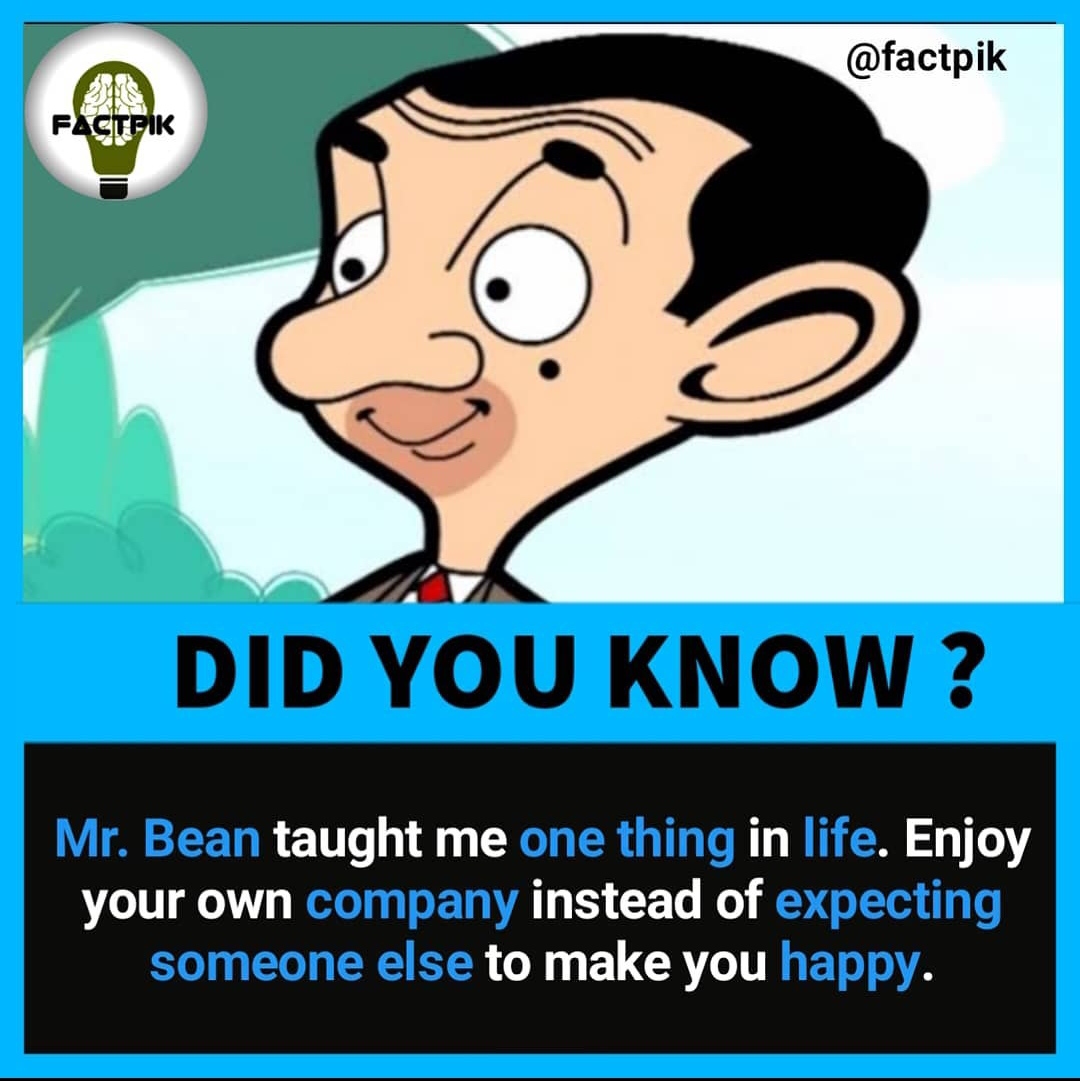 FACTPIK
@factpik
DID YOU KNOW ?
Mr. Bean taught me one thing in life. Enjoy
your own company instead of expecting
someone else to make you happy.